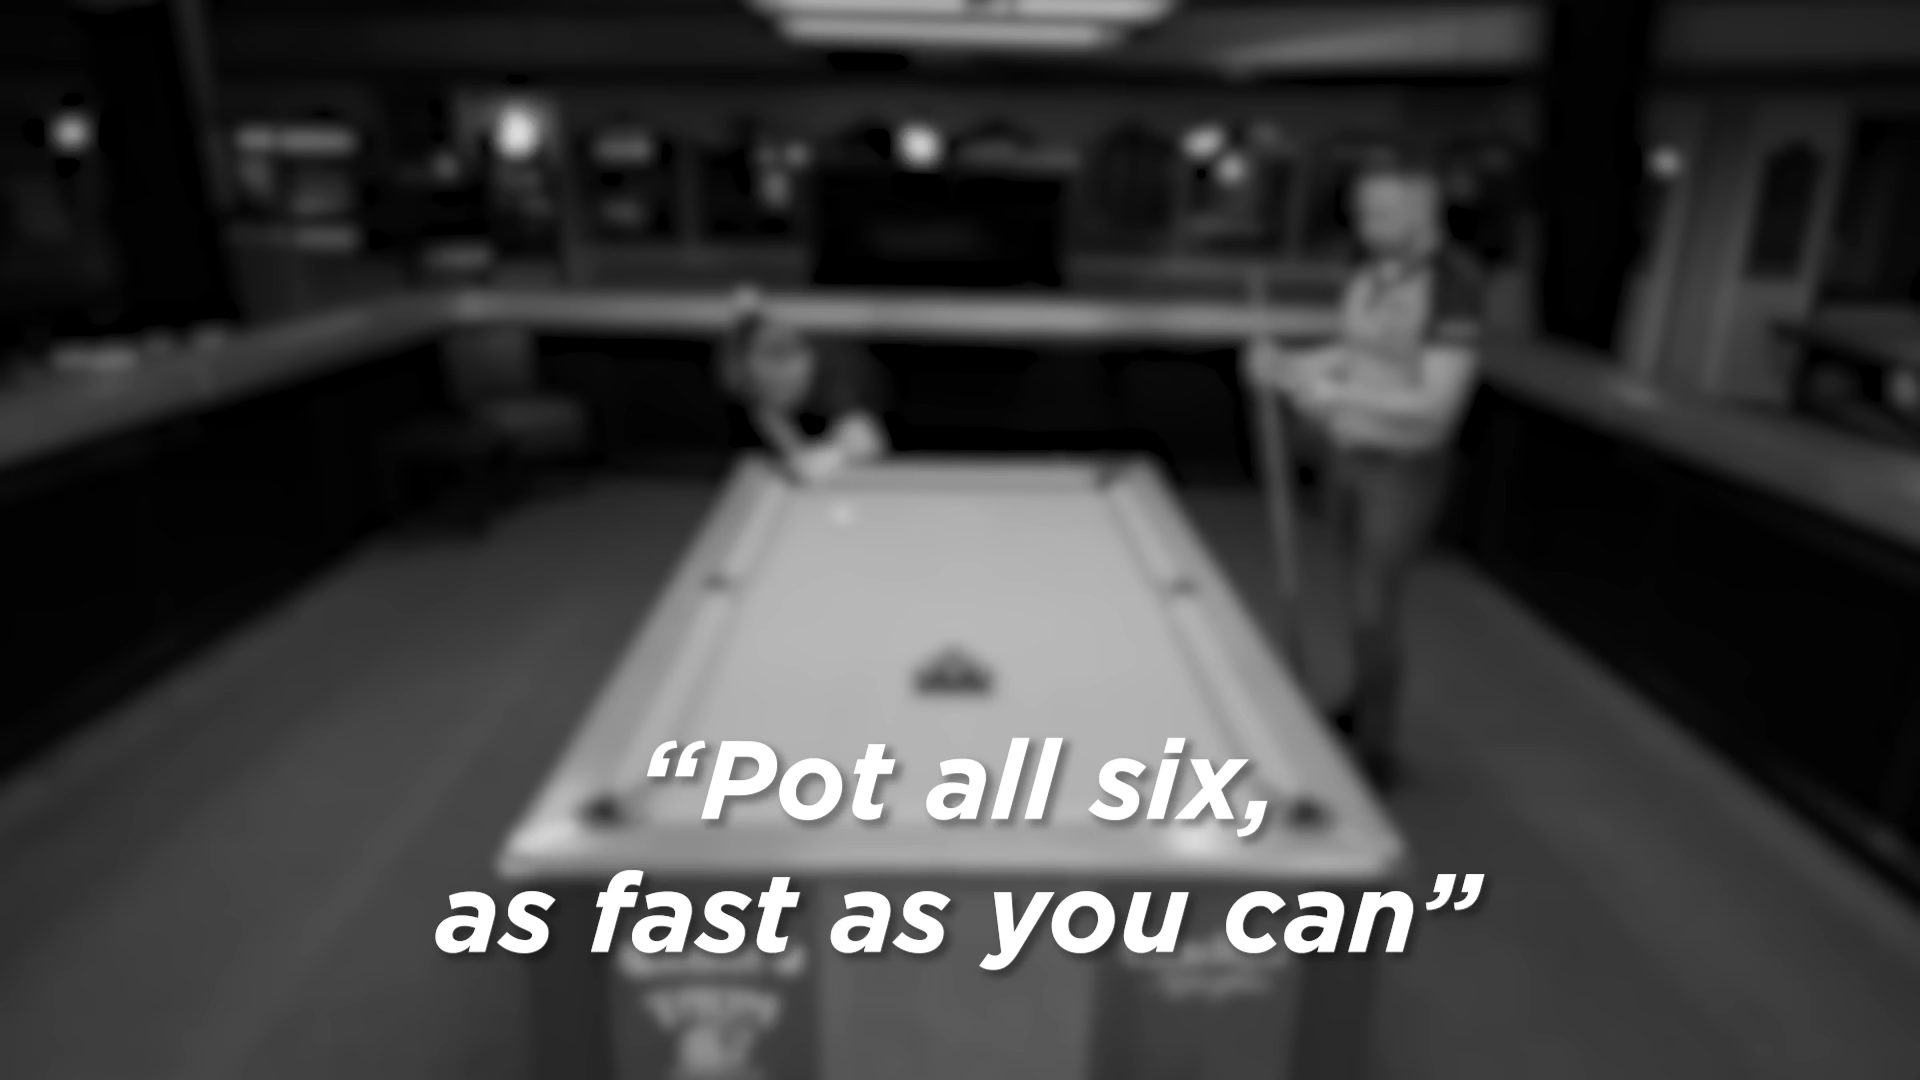 “Pot all six,
as fast as you can”